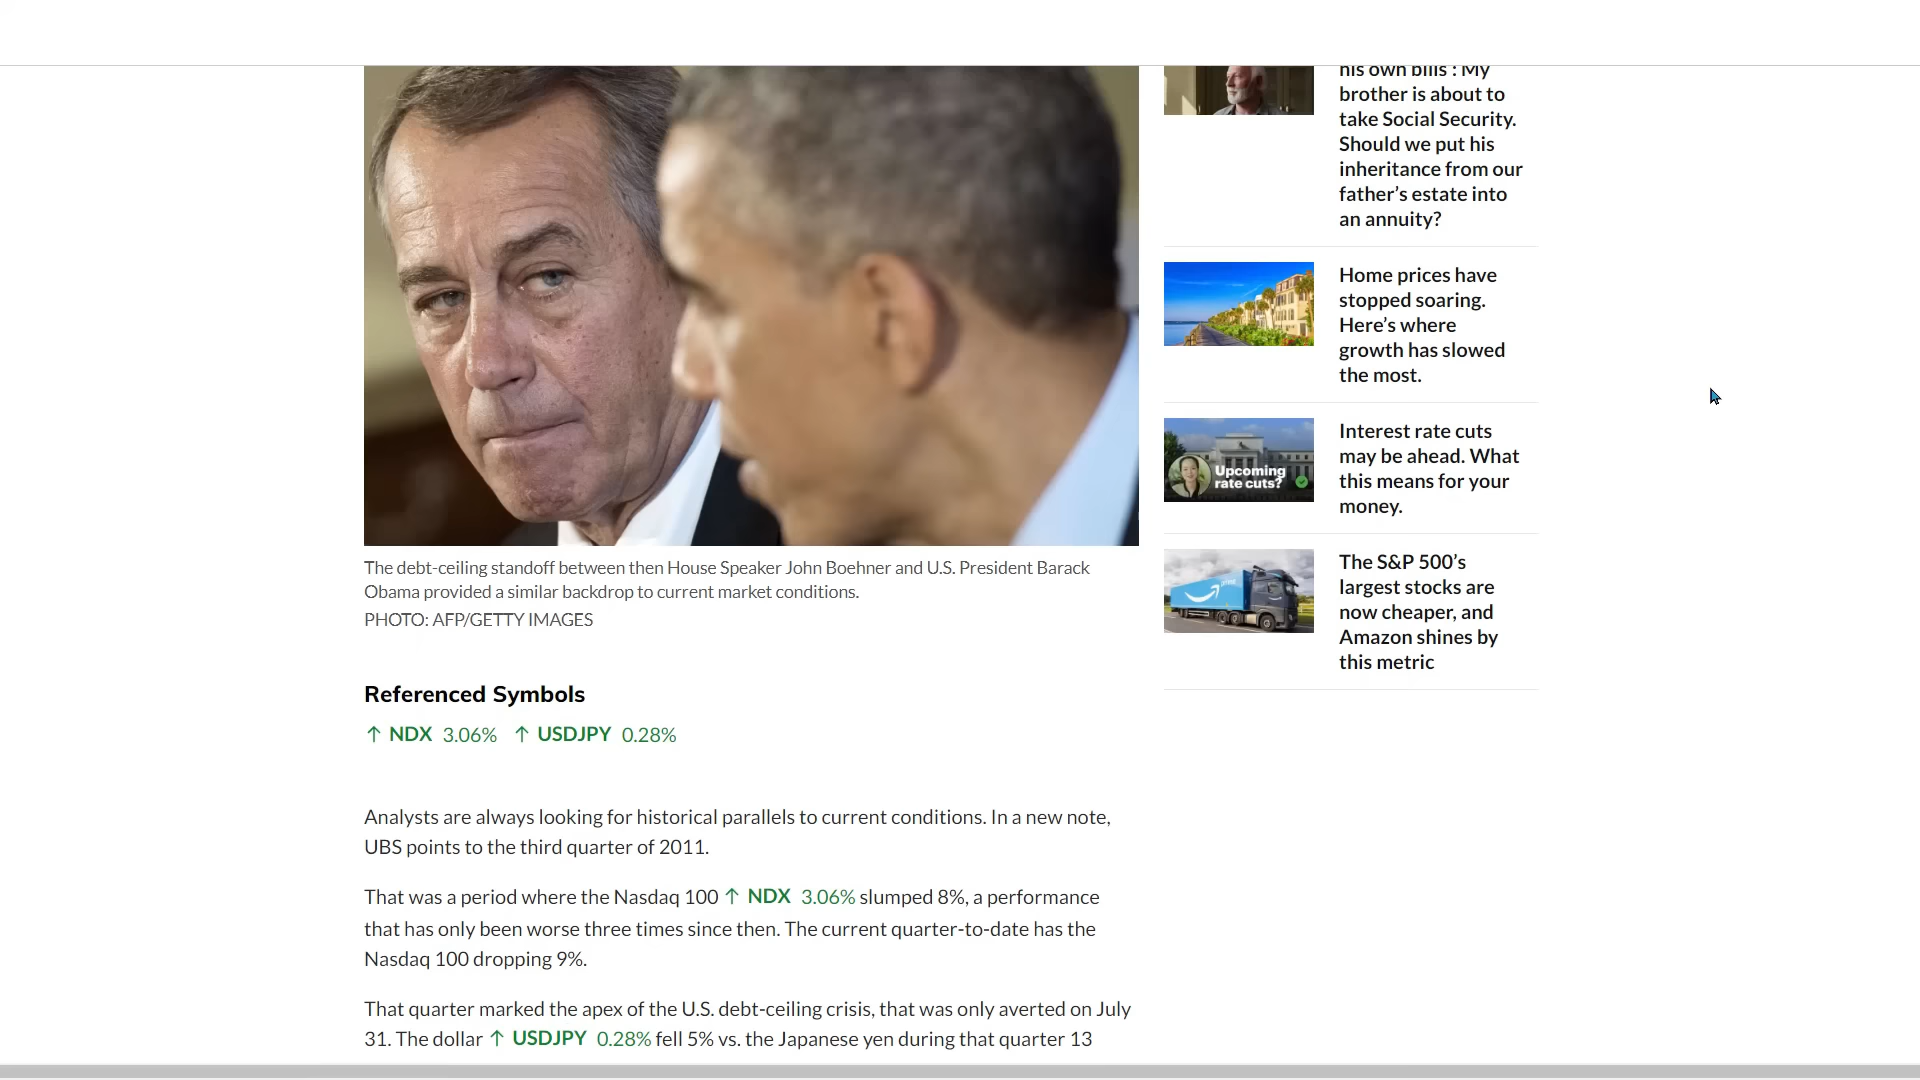 his own bills’: My
brother is about to
take Social Security.
Should we put his
inheritance from our
father’s estate into
an annuity?
Home prices have
stopped soaring.
Here’s where
growth has slowed
the most.
Upcoming
rate cuts?
Interest rate cuts
may be ahead. What
this means for your
money.
The S&P 500’s
largest stocks are
now cheaper, and
Amazon shines by
this metric
The debt-ceiling standoff between then House Speaker John Boehner and U.S. President Barack
Obama provided a similar backdrop to current market conditions.
PHOTO: AFP/GETTY IMAGES
Referenced Symbols
↑ NDX 3.06% ↑ USDJPY 0.28%
Analysts are always looking for historical parallels to current conditions. In a new note,
UBS points to the third quarter of 2011.
That was a period where the Nasdaq 100 ↑ NDX 3.06% slumped 8%, a performance
that has only been worse three times since then. The current quarter-to-date has the
Nasdaq 100 dropping 9%.
That quarter marked the apex of the U.S. debt-ceiling crisis, that was only averted on July
31. The dollar ↑ USDJPY 0.28% fell 5% vs. the Japanese yen during that quarter 13